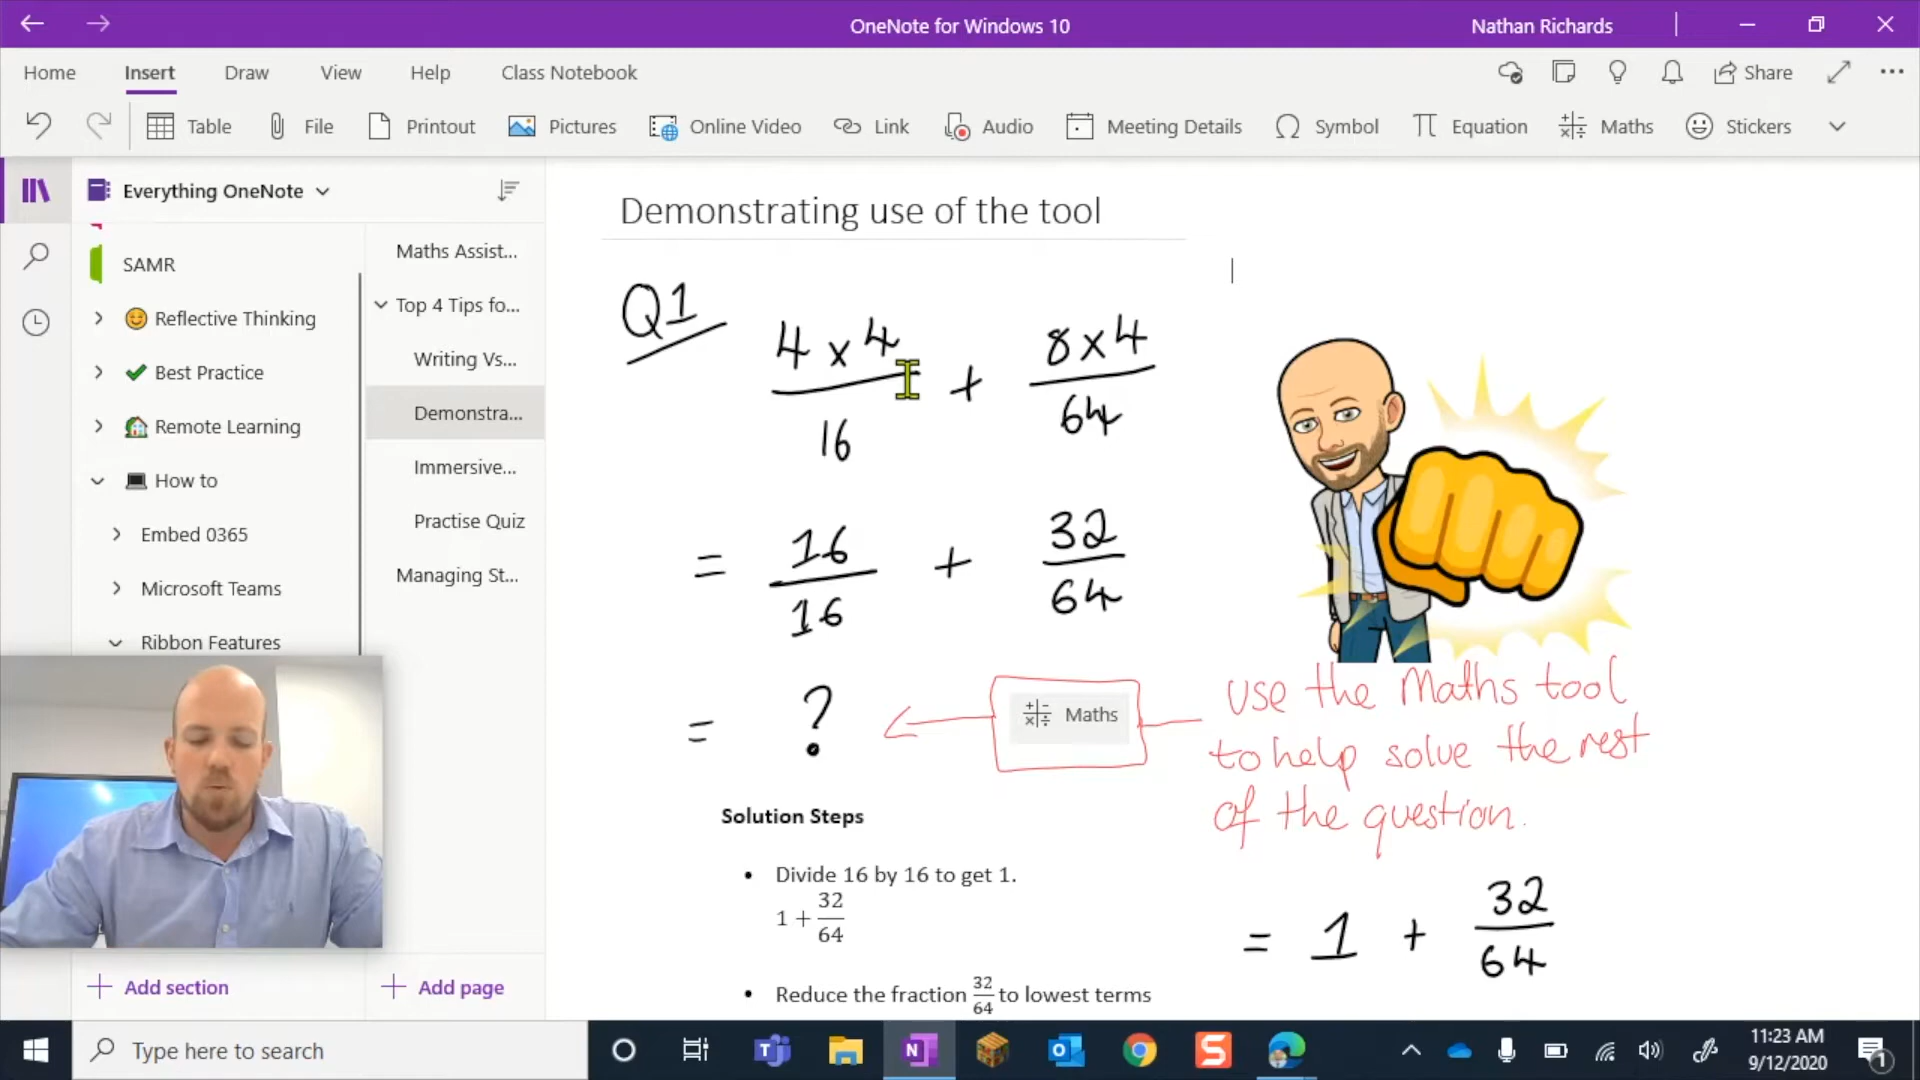 OneNote for Windows 10
Nathan Richards
Home Insert Draw View Help Class Notebook
Share
Table File Printout Pictures Online Video Link Audio Meeting Details Symbol Equation Maths Stickers
Everything OneNote
SAMR
Reflective Thinking
Best Practice
Remote Learning
How to
Embed 0365
Microsoft Teams
Ribbon Features
Add section
Maths Assist...
Top 4 Tips fo...
Writing Vs...
Demonstra...
Immersive...
Practise Quiz
Managing St...
Add page
Demonstrating use of the tool
Q1
4 x 4 + 8 x 4
16 64
= 16 + 32
16 64
= ?
Maths
use the Maths tool
to help solve the rest
of the question.
Solution Steps
• Divide 16 by 16 to get 1.
1 + 32
64
• Reduce the fraction 32/64 to lowest terms
= 1 + 32
64
Type here to search
11:23 AM
9/12/2020
1